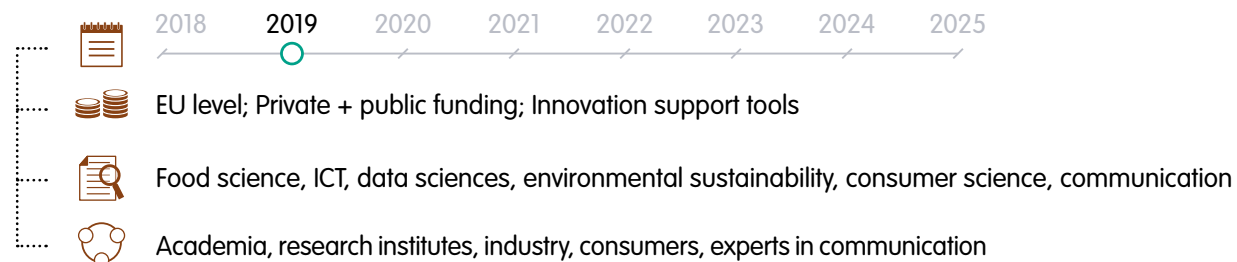 2018 2019 2020 2021 2022 2023 2024 2025
EU level; Private + public funding; Innovation support tools
Food science, ICT, data sciences, environmental sustainability, consumer science, communication
Academia, research institutes, industry, consumers, experts in communication